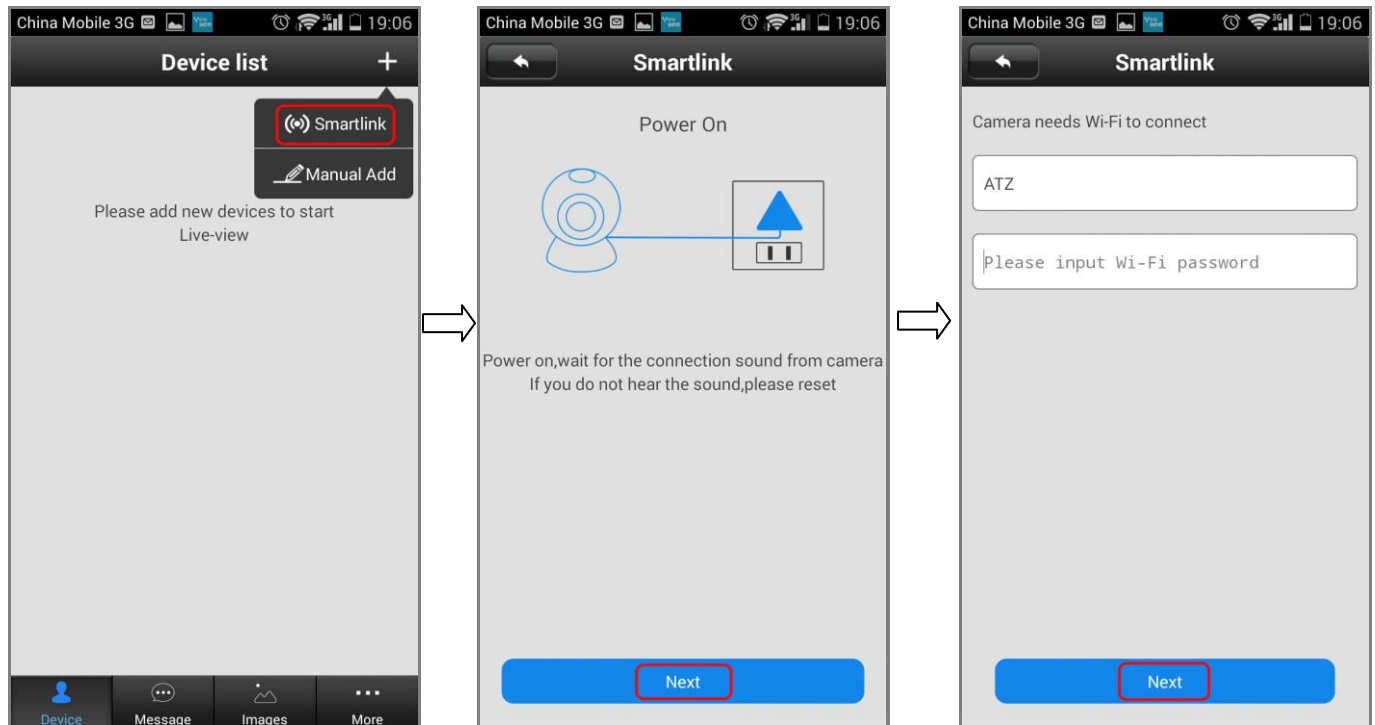 China Mobile 3G 19:06
Device list +
Smartlink
Manual Add
Please add new devices to start
Live-view
Device Message Images More
China Mobile 3G 19:06
Smartlink
Power On
Power on,wait for the connection sound from camera
If you do not hear the sound,please reset
Next
China Mobile 3G 19:06
Smartlink
Camera needs Wi-Fi to connect
ATZ
Please input Wi-Fi password
Next